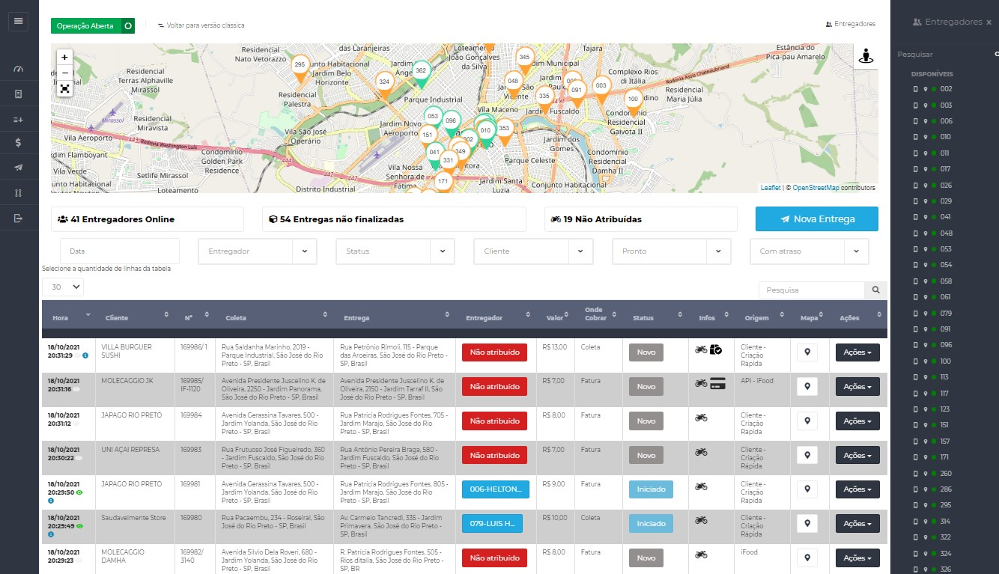 Operação Aberta
Voltar para versão clássica
Entregadores
Entregadores x
Pesquisar
DISPONÍVEIS
002
003
006
010
011
017
026
029
041
048
053
054
058
061
079
091
096
100
113
117
123
151
157
171
260
286
295
314
322
324
326
+
−
Residencial
Nato Vetorazzo
das Laranjeiras
João Gonçalves
da Silva
Tajara
Estância do
Pica-pau Amarelo
Residencial
Terras Alphaville
Mirassol
Jardim Belo
Horizonte
Complexo Rios
di Itália
Rodovia Assis Chateaubriand
Residencial
Palestra
Parque Industrial
Vila Maceno
Jardim Fuscaldo
Residencial
Maria Júlia
Mirassol
Residencial
Miravista
Vila São José
Operário
Jardim Novo
Aeroporto
Residencial
Gaivota II
Vila Aeroporto
Rodovia Washington Luís
Jardim dos
Gomes
Condomínio
Golden Park
Residence
Parque Celeste
Condomínio
Residencial
Damha II
Vila Verde
Setlife Mirassol
Vila Nossa
Senhora de
Fátima
Loteamento
Distrito Industrial
Jardim Santa
Luzia
Conjunto Habitacional
442
442
295
324
362
345
048
091
003
335
100
053
096
010
353
151
041
349
331
171
Leaflet | © OpenStreetMap contributors
41 Entregadores Online
54 Entregas não finalizadas
19 Não Atribuídas
Nova Entrega
Data
Entregador
Status
Cliente
Pronto
Com atraso
Selecione a quantidade de linhas da tabela
30
Pesquisa
Hora Cliente N° Coleta Entrega Entregador Valor Onde Cobrar Status Infos Origem Mapa Ações
18/10/2021
20:31:29
VILLA BURGUER
SUSHI
169986/ 1
Rua Saldanha Marinho, 2019 -
Parque Industrial, São José do Rio
Preto - SP, Brasil
Rua Petrônio Rimoli, 115 - Parque
das Aroeiras, São José do Rio Preto -
SP, Brasil
Não atribuido
R$ 13,00
Coleta
Novo
Cliente -
Criação
Rápida
Ações
18/10/2021
20:31:16
MOLECAGGIO JK
169985/
IF-1120
Avenida Presidente Juscelino K. de
Oliveira, 2250 - Jardim Panorama,
São José do Rio Preto - SP, Brasil
Avenida Presidente Juscelino K. de
Oliveira, 2150 - Jardim Tarraf II, São
José do Rio Preto - SP, Brasil
Não atribuido
R$ 7,00
Fatura
Novo
API - iFood
Ações
18/10/2021
20:31:12
JAPAGO RIO PRETO
169984
Avenida Gerassina Tavares, 500 -
Jardim Yolanda, São José do Rio
Preto - SP, Brasil
Rua Patrícia Rodrigues Fontes, 705 -
Jardim Marajo, São José do Rio
Preto - SP, Brasil
Não atribuido
R$ 8,00
Fatura
Novo
Cliente -
Criação
Rápida
Ações
18/10/2021
20:30:22
UNI AÇAI REPRESA
169983
Rua Frutuoso José Figueiredo, 360
- Jardim Fuscaldo, São José do Rio
Preto - SP, Brasil
Rua Antônio Pereira Braga, 580 -
Jardim Fuscaldo, São José do Rio
Preto - SP, Brasil
Não atribuido
R$ 7,00
Fatura
Novo
Cliente -
Criação
Rápida
Ações
18/10/2021
20:29:50
JAPAGO RIO PRETO
169981
Avenida Gerassina Tavares, 500 -
Jardim Yolanda, São José do Rio
Preto - SP, Brasil
Rua Patrícia Rodrigues Fontes, 805 -
Jardim Marajo, São José do Rio
Preto - SP, Brasil
006-HELTON...
R$ 9,00
Fatura
Iniciado
Cliente -
Criação
Rápida
Ações
18/10/2021
20:29:49
Saudavelmente Store
169980
Rua Pacaembu, 234 - Roseiral, São
José do Rio Preto - SP, Brasil
Av. Carmelo Tancredi, 335 - Jardim
Primavera, São José do Rio Preto -
SP, Brasil
079-LUIS H...
R$ 10,00
Coleta
Iniciado
Cliente -
Criação
Rápida
Ações
18/10/2021
20:29:23
MOLECAGGIO
DAMHA
169982/
3140
Avenida Silvio Dela Roveri, 680 -
Jardim Fuscaldo, São José do Rio
Preto - SP, Brasil
R. Patricia R. Fontes, 505 -
Rios ditalia, São José do Rio Preto -
SP, BR
Não atribuido
R$ 8,00
Fatura
Novo
iFood
Ações